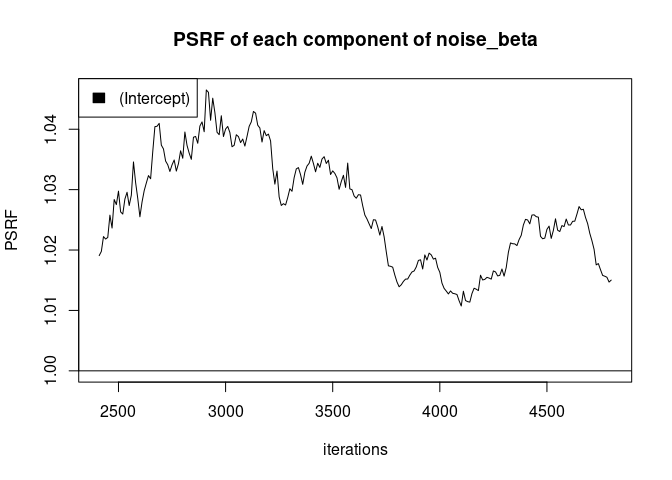 PSRF of each component of noise_beta
(Intercept)
PSRF
1.04
1.03
1.02
1.01
1.00
2500 3000 3500 4000 4500
iterations